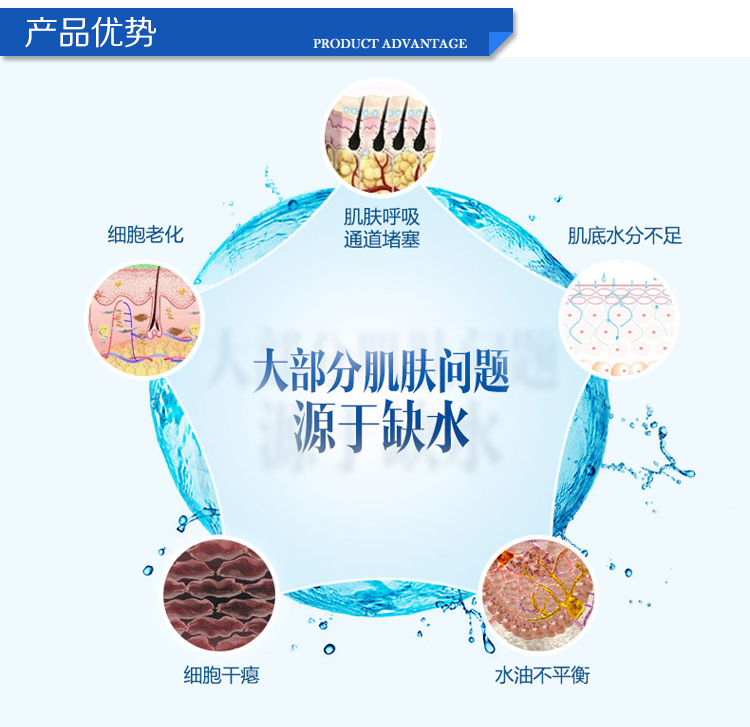 产品优势
PRODUCT ADVANTAGE
肌肤呼吸
通道堵塞
细胞老化
肌底水分不足
大部分肌肤问题
源于缺水
细胞干瘪
水油不平衡